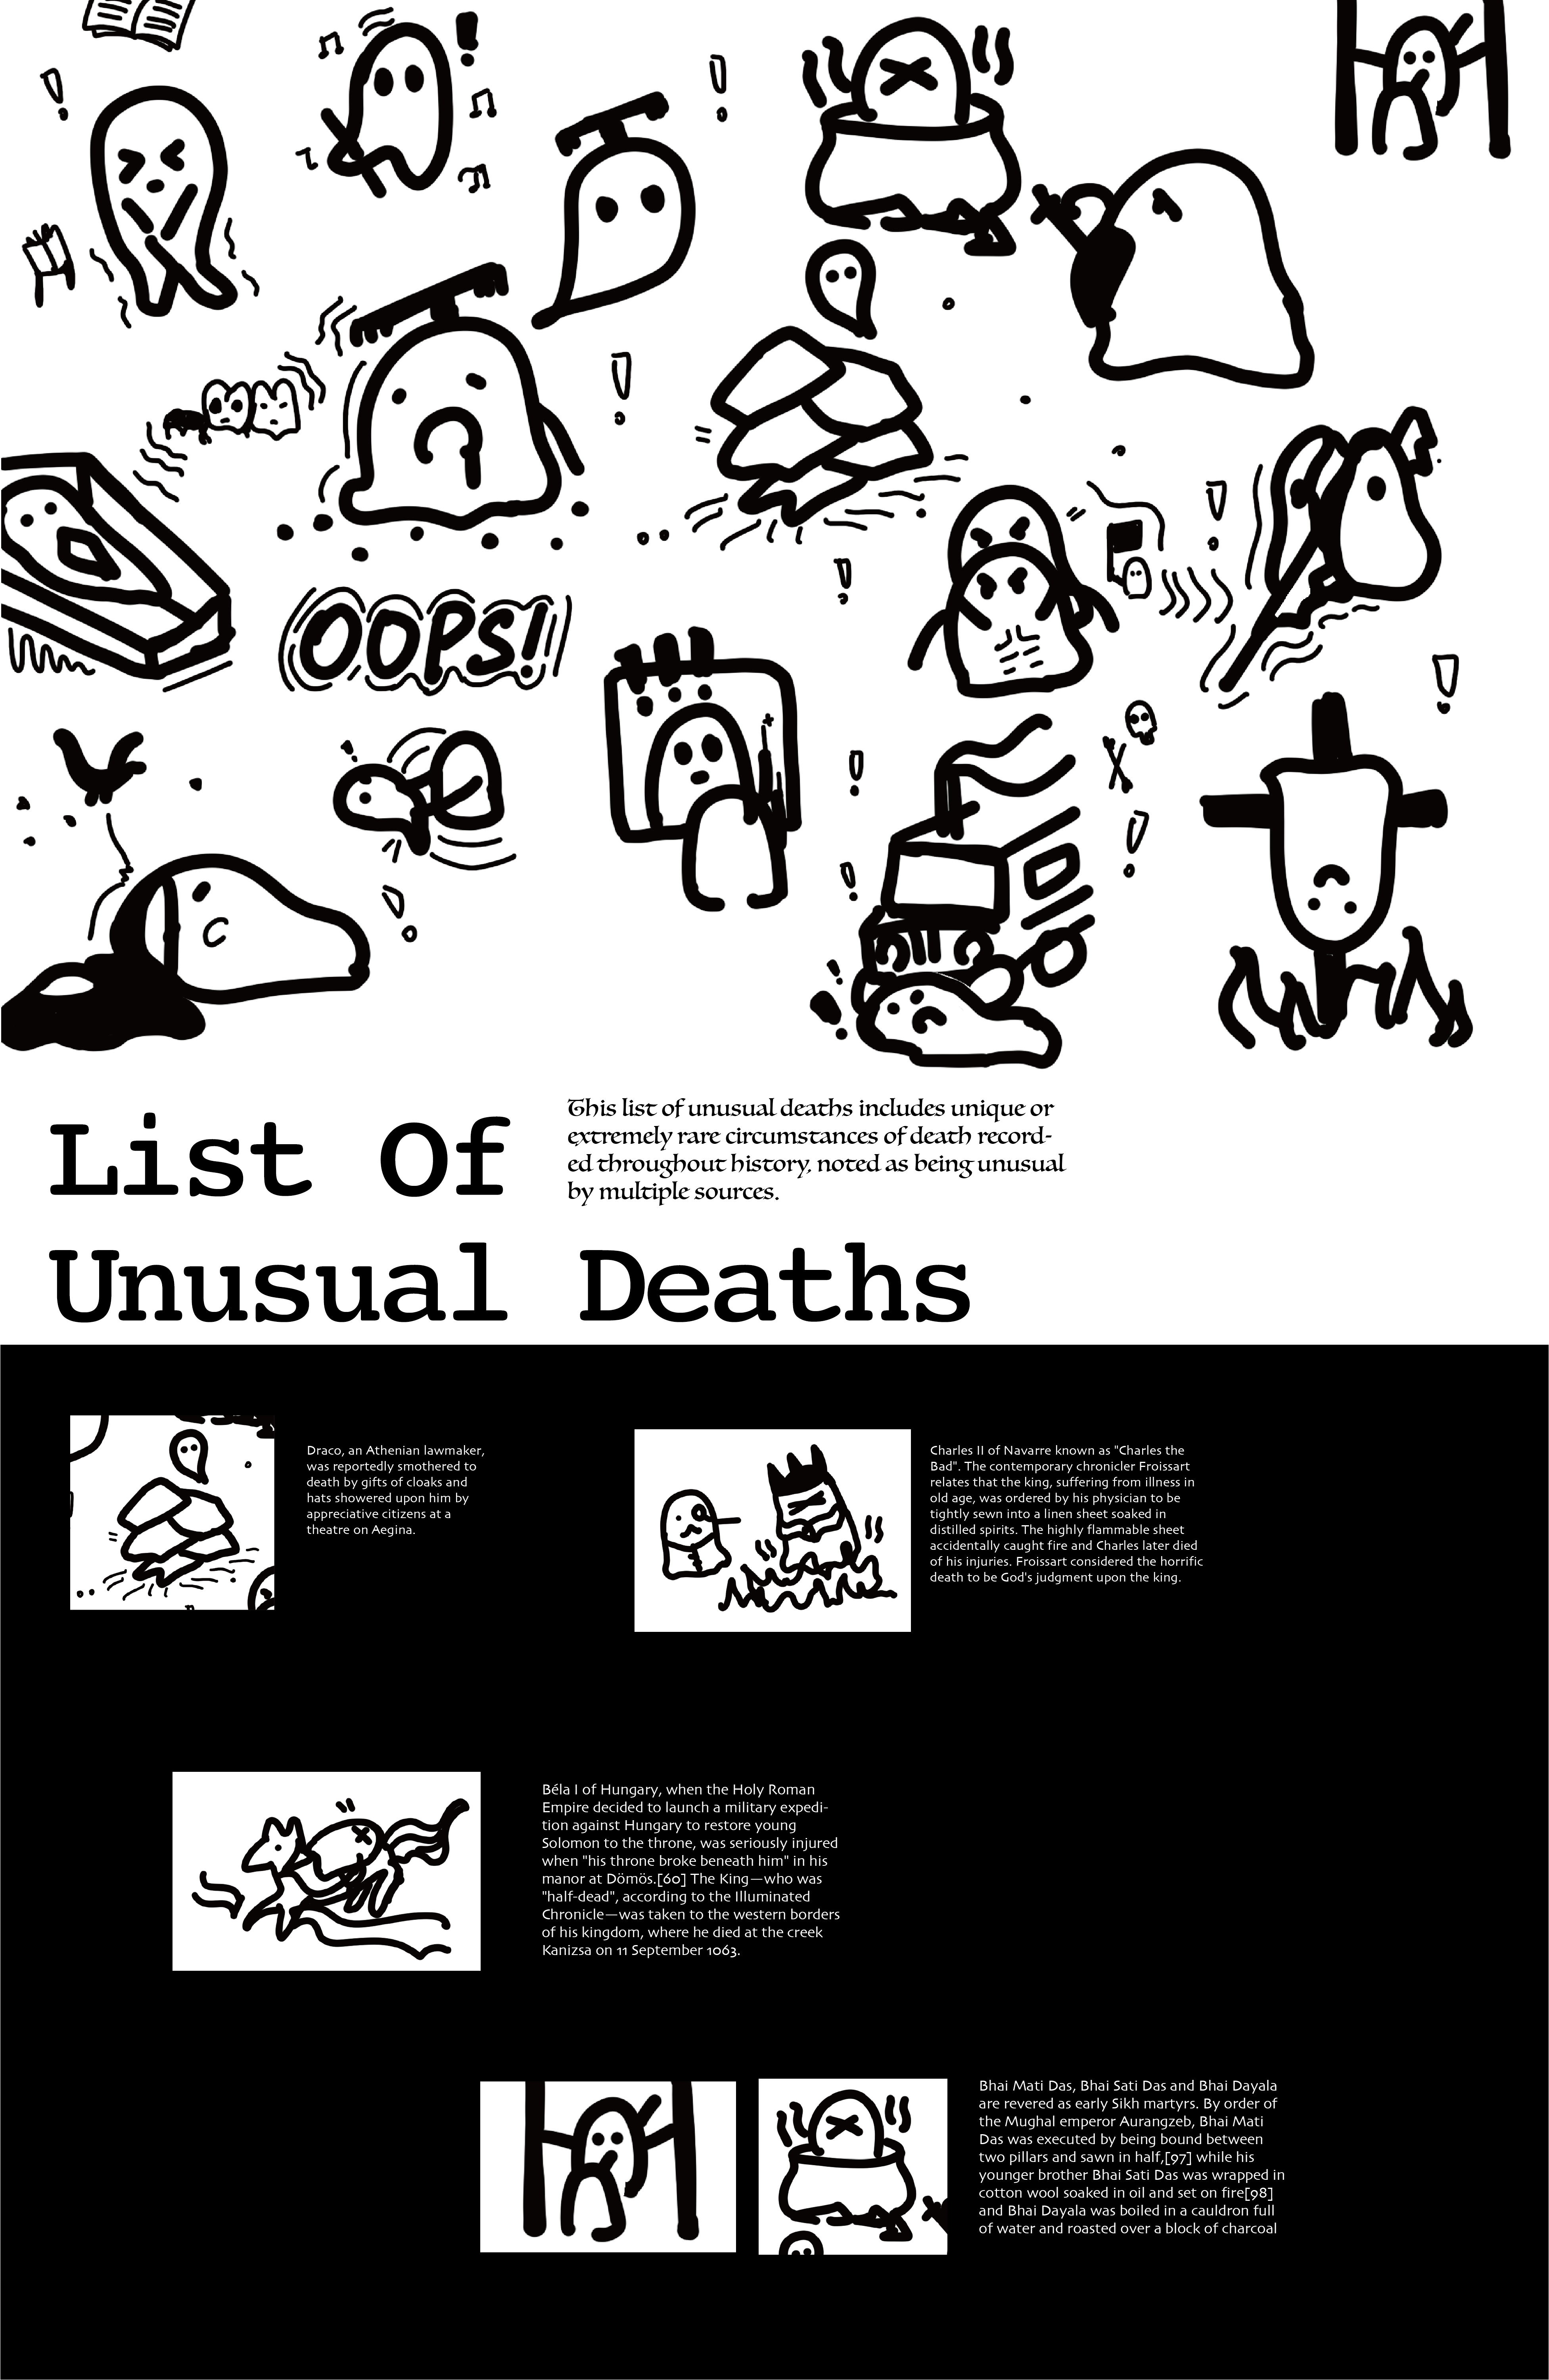 OOPS!
List Of
Unusual Deaths
This list of unusual deaths includes unique or
extremely rare circumstances of death record-
ed throughout history, noted as being unusual
by multiple sources.
Draco, an Athenian lawmaker,
was reportedly smothered to
death by gifts of cloaks and
hats showered upon him by
appreciative citizens at a
theatre on Aegina.
Charles II of Navarre known as "Charles the
Bad". The contemporary chronicler Froissart
relates that the king, suffering from illness in
old age, was ordered by his physician to be
tightly sewn into a linen sheet soaked in
distilled spirits. The highly flammable sheet
accidentally caught fire and Charles later died
of his injuries. Froissart considered the horrific
death to be God's judgment upon the king.
Béla I of Hungary, when the Holy Roman
Empire decided to launch a military expedi-
tion against Hungary to restore young
Solomon to the throne, was seriously injured
when "his throne broke beneath him" in his
manor at Dömös.[60] The King—who was
"half-dead", according to the Illuminated
Chronicle—was taken to the western borders
of his kingdom, where he died at the creek
Kanizsa on 11 September 1063.
Bhai Mati Das, Bhai Sati Das and Bhai Dayala
are revered as early Sikh martyrs. By order of
the Mughal emperor Aurangzeb, Bhai Mati
Das was executed by being bound between
two pillars and sawn in half,[97] while his
younger brother Bhai Sati Das was wrapped in
cotton wool soaked in oil and set on fire[98]
and Bhai Dayala was boiled in a cauldron full
of water and roasted over a block of charcoal